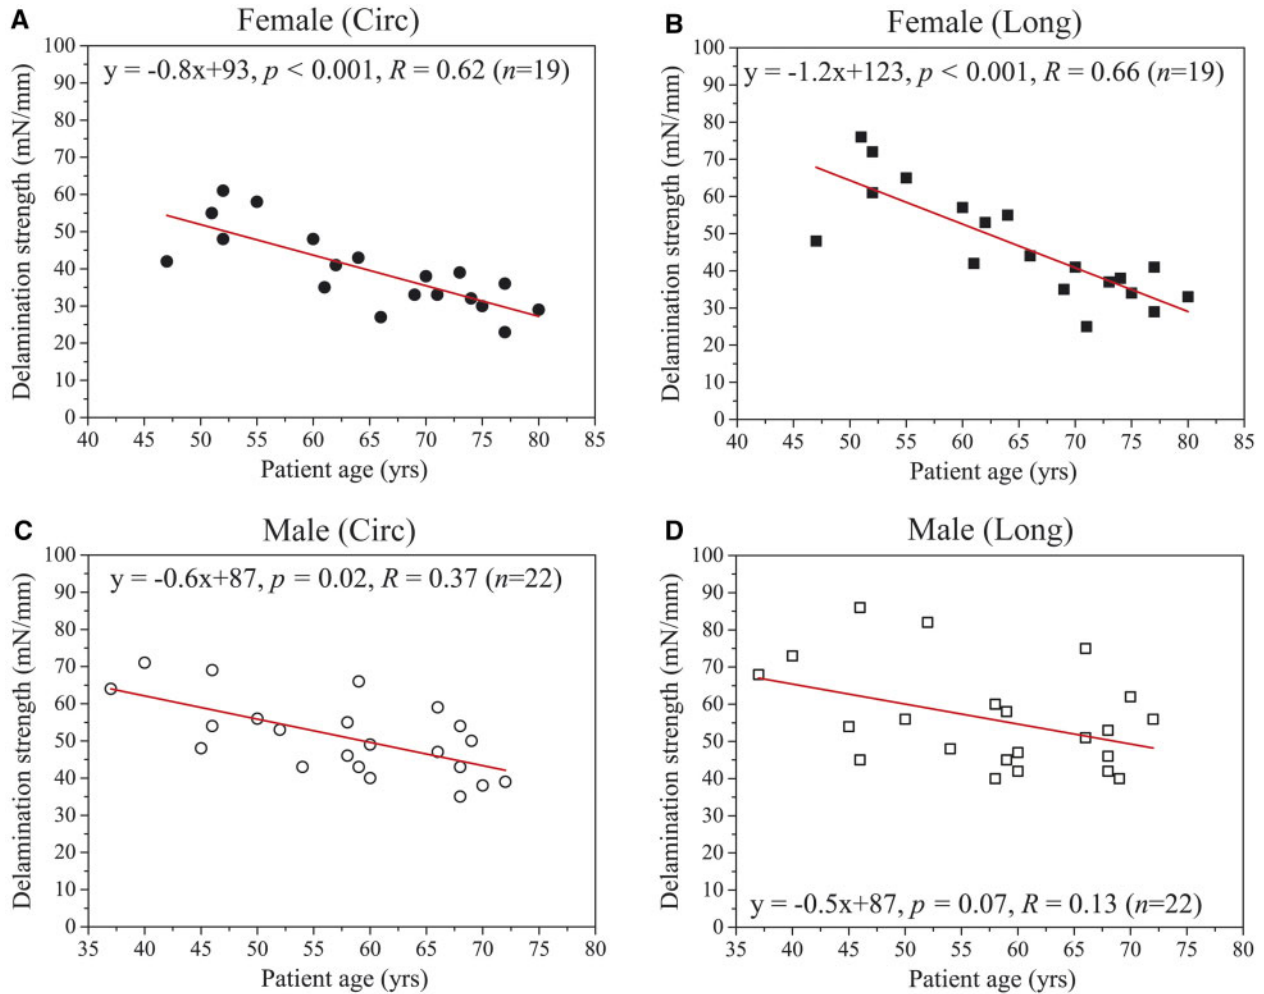 A
Female (Circ)
y = -0.8x+93, p < 0.001, R = 0.62 (n=19)
Delamination strength (mN/mm)
100
90
80
70
60
50
40
30
20
10
0
40 45 50 55 60 65 70 75 80 85
Patient age (yrs)
B
Female (Long)
y = -1.2x+123, p < 0.001, R = 0.66 (n=19)
Delamination strength (mN/mm)
100
90
80
70
60
50
40
30
20
10
0
40 45 50 55 60 65 70 75 80 85
Patient age (yrs)
C
Male (Circ)
y = -0.6x+87, p = 0.02, R = 0.37 (n=22)
Delamination strength (mN/mm)
100
90
80
70
60
50
40
30
20
10
0
35 40 45 50 55 60 65 70 75 80
Patient age (yrs)
D
Male (Long)
Delamination strength (mN/mm)
100
90
80
70
60
50
40
30
20
10
0
y = -0.5x+87, p = 0.07, R = 0.13 (n=22)
35 40 45 50 55 60 65 70 75 80
Patient age (yrs)